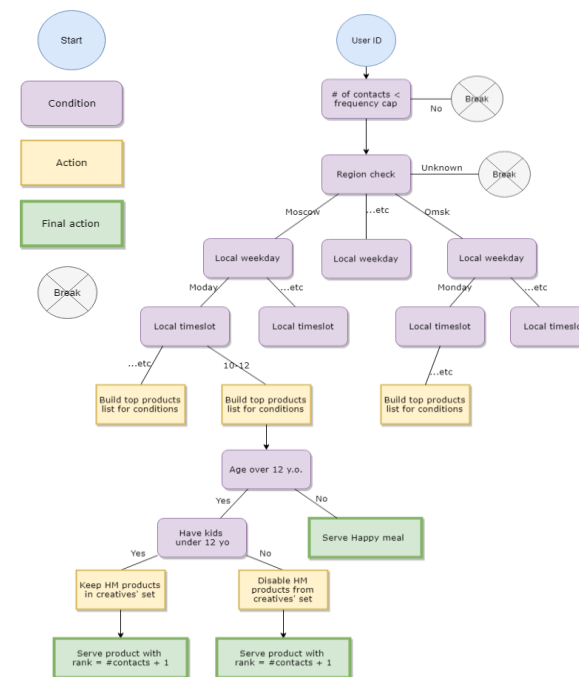 Start
User ID
Condition
# of contacts <
frequency cap
No
Break
Action
Region check
Unknown
Break
Final action
Moscow
...etc
Omsk
Local weekday
Local weekday
Local weekday
Break
Moday
...etc
Monday
...etc
Local timeslot
Local timeslot
Local timeslot
Local timeslo
...etc
10-12
...etc
Build top products
list for conditions
Build top products
list for conditions
Build top products
list for conditions
Age over 12 y.o.
Yes
No
Have kids
under 12 yo
Serve Happy meal
Yes
No
Keep HM products
in creatives' set
Disable HM
products from
creatives' set
Serve product with
rank = #contacts + 1
Serve product with
rank = #contacts + 1